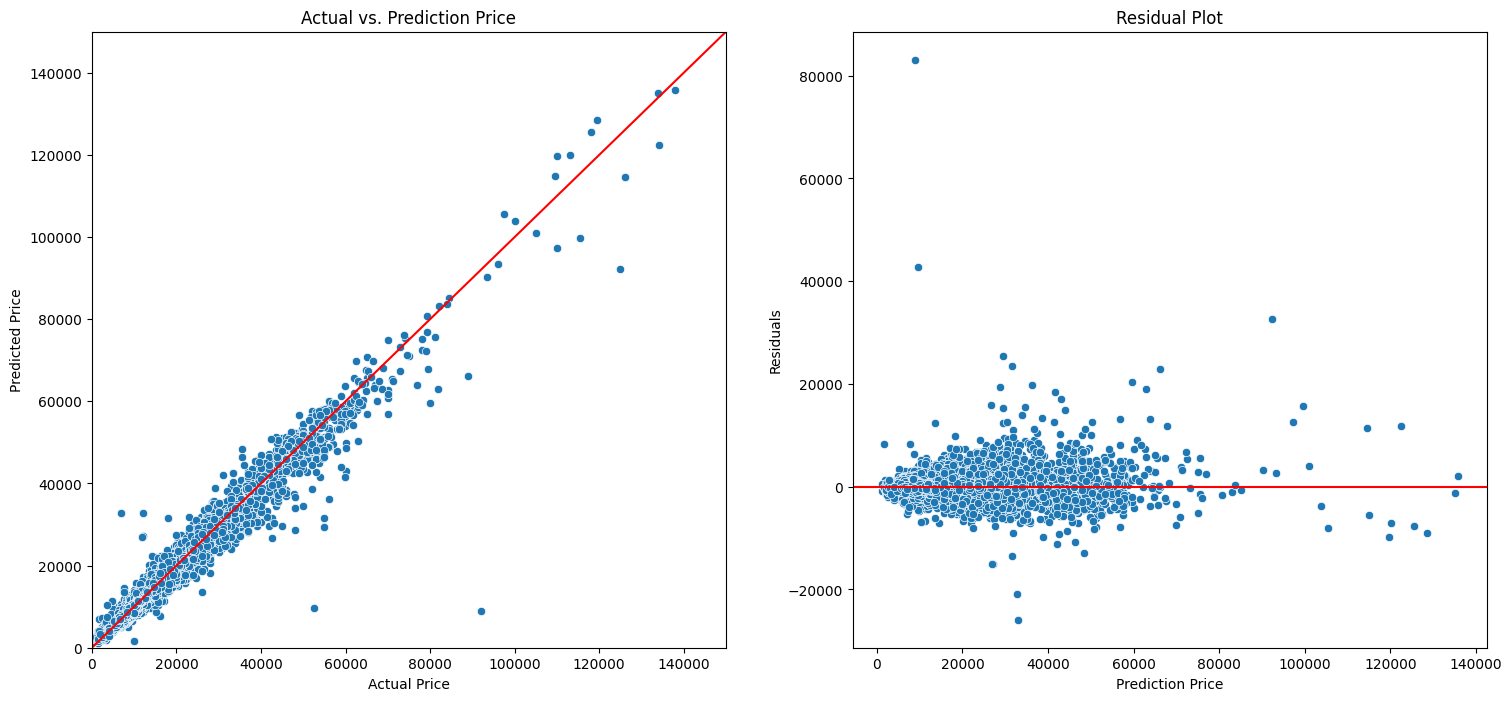 Actual vs. Prediction Price
140000
120000
100000
80000
60000
40000
20000
0
Predicted Price
0 20000 40000 60000 80000 100000 120000 140000
Actual Price
Residual Plot
80000
60000
40000
20000
0
−20000
Residuals
0 20000 40000 60000 80000 100000 120000 140000
Prediction Price